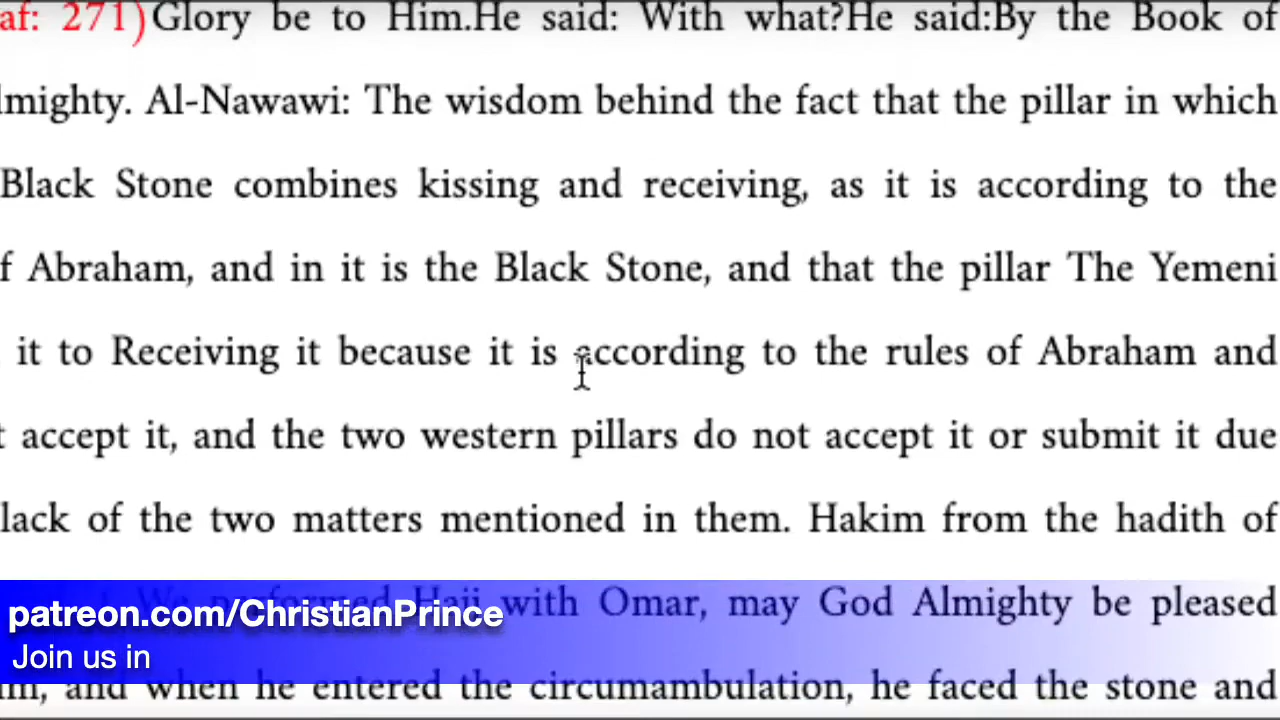 af: 271) Glory be to Him.He said: With what?He said:By the Book of
lmighty. Al-Nawawi: The wisdom behind the fact that the pillar in which
Black Stone combines kissing and receiving, as it is according to the
f Abraham, and in it is the Black Stone, and that the pillar The Yemeni
it to Receiving it because it is according to the rules of Abraham and
t accept it, and the two western pillars do not accept it or submit it due
lack of the two matters mentioned in them. Hakim from the hadith of
We performed Hajj with Omar, may God Almighty be pleased
patreon.com/ChristianPrince
Join us in
and when he entered the circumambulation, he faced the stone and